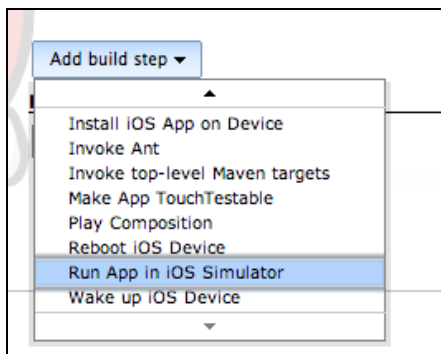 Add build step
Install iOS App on Device
Invoke Ant
Invoke top-level Maven targets
Make App TouchTestable
Play Composition
Reboot iOS Device
Run App in iOS Simulator
Wake up iOS Device